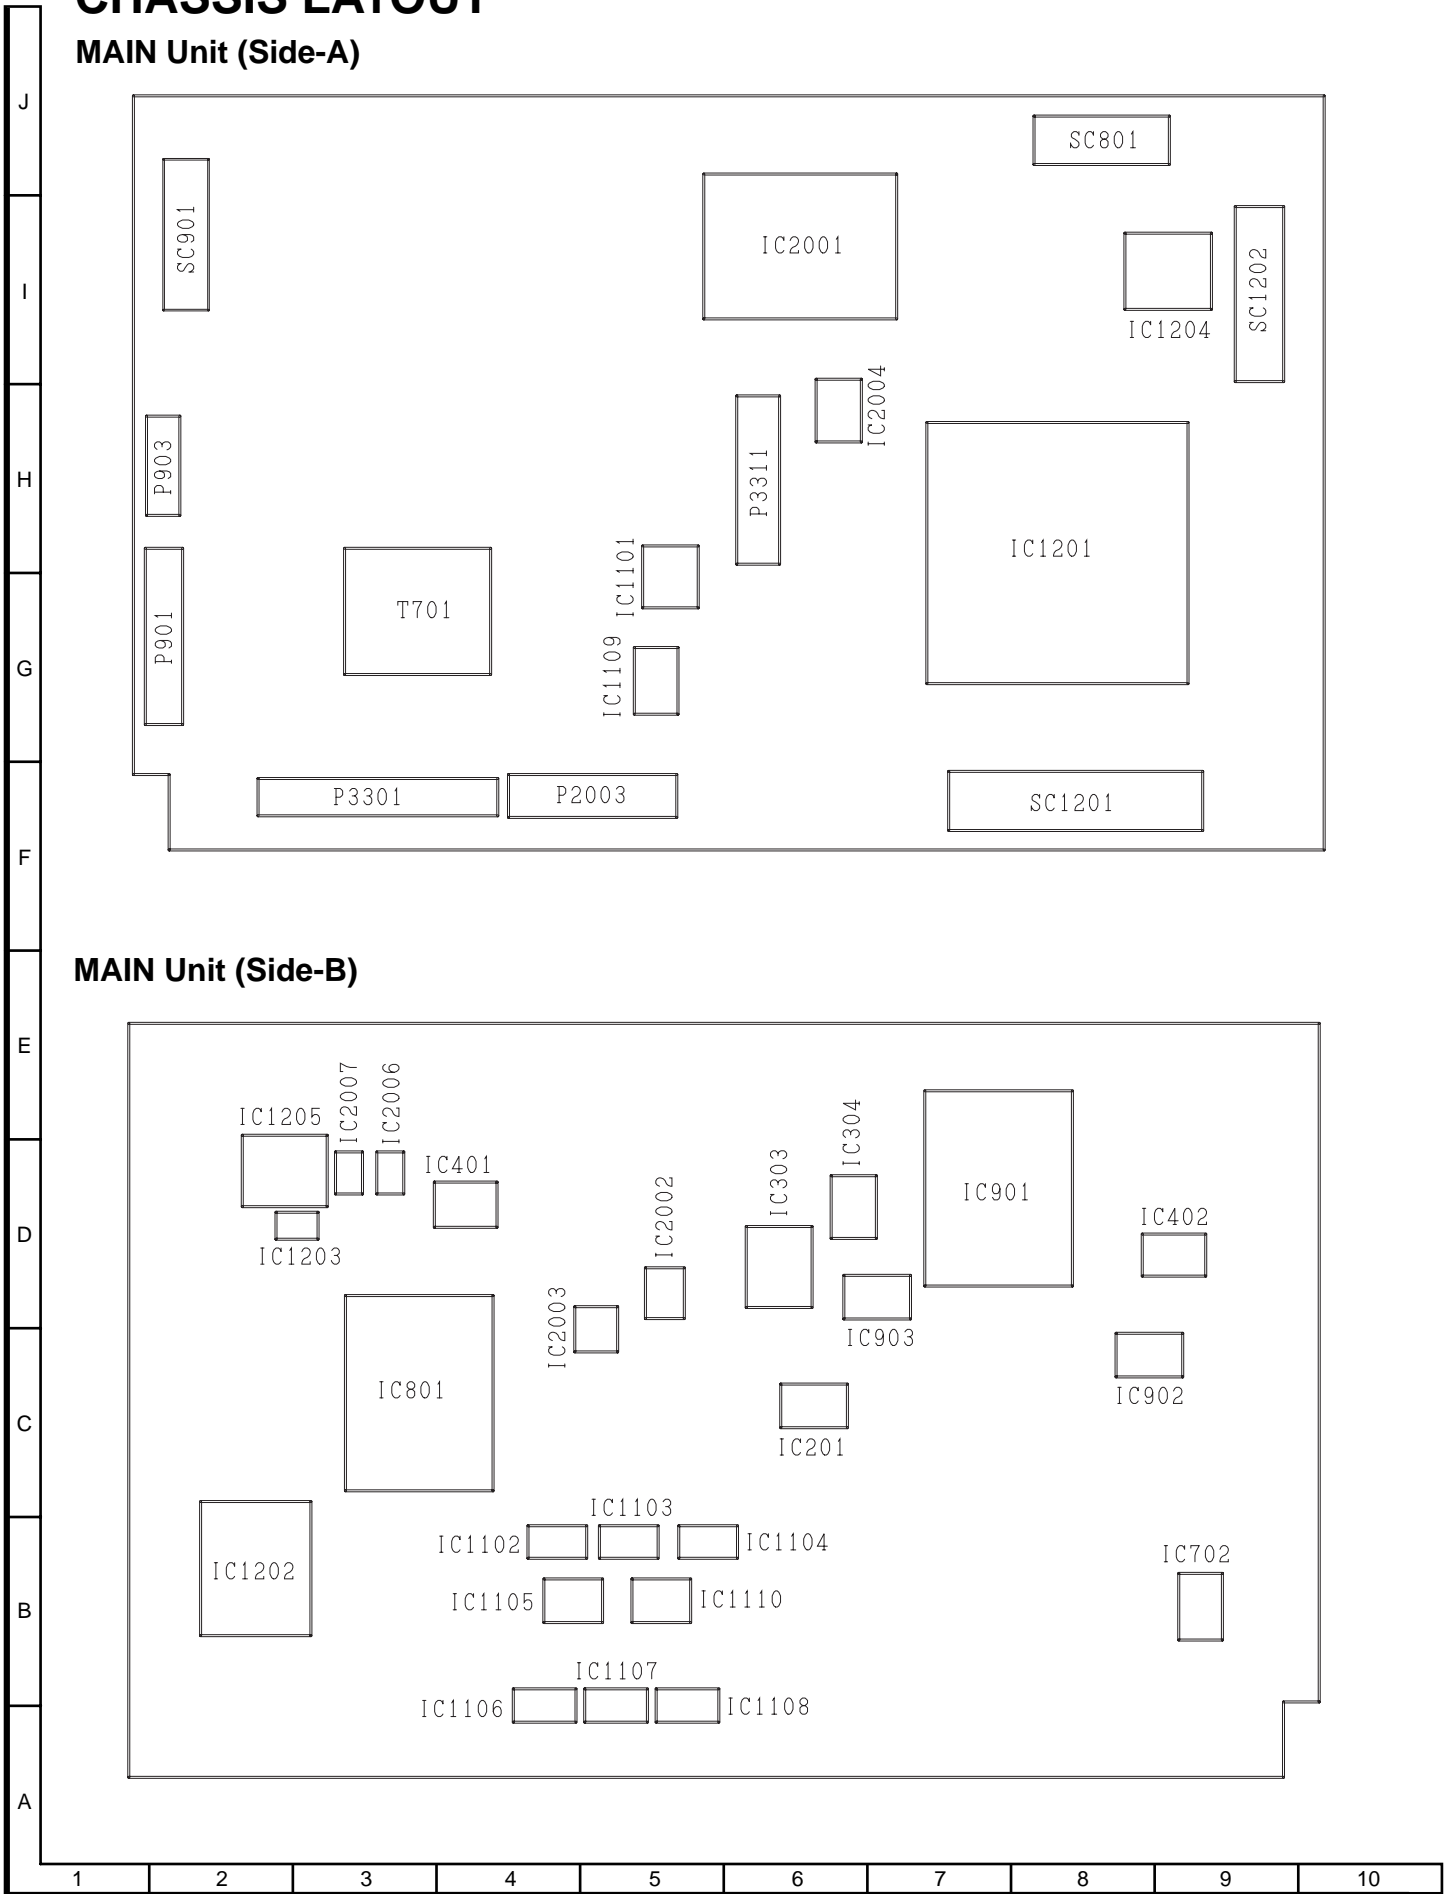 CHASSIS LAYOUT
MAIN Unit (Side-A)
J
SC801
SC901
IC2001
I
SC1202
IC1204
IC2004
P903
H
P3311
IC1201
IC1101
T701
P901
G
IC1109
P3301
P2003
SC1201
F
MAIN Unit (Side-B)
E
IC2007
IC2006
IC1205
IC304
IC401
IC303
IC901
IC2002
IC402
D
IC1203
IC2003
IC903
IC801
IC902
C
IC201
IC1103
IC1102
IC1104
IC702
IC1202
IC1105
IC1110
B
IC1107
IC1106
IC1108
A
1 2 3 4 5 6 7 8 9 10